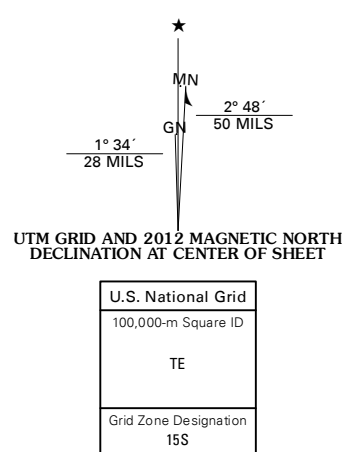 ★
MN
GN
2° 48´
50 MILS
1° 34´
28 MILS
UTM GRID AND 2012 MAGNETIC NORTH
DECLINATION AT CENTER OF SHEET
U.S. National Grid
100,000-m Square ID
TE
Grid Zone Designation
15S